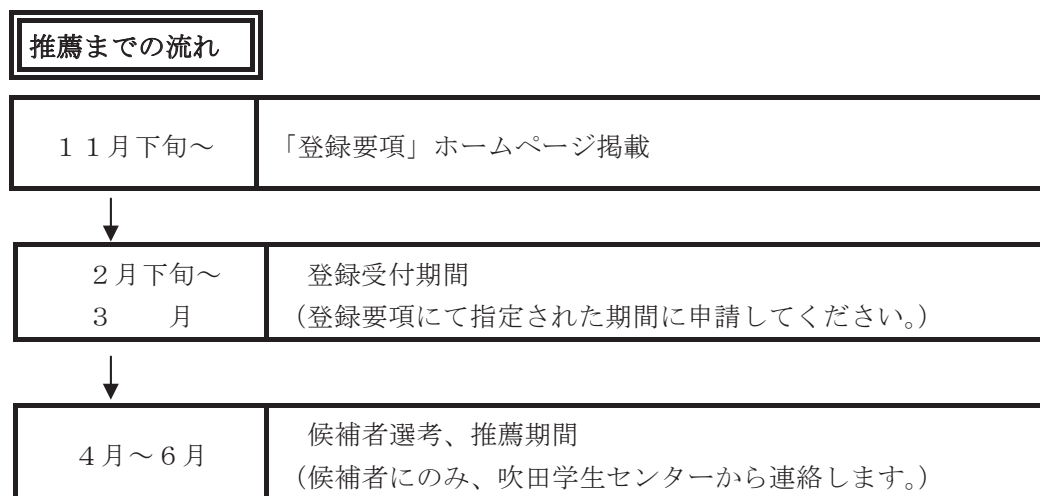 推薦までの流れ
１１月下旬～
「登録要項」ホームページ掲載
２月下旬～
３　　月
登録受付期間
（登録要項にて指定された期間に申請してください。）
４月～６月
候補者選考、推薦期間
（候補者にのみ、吹田学生センターから連絡します。）